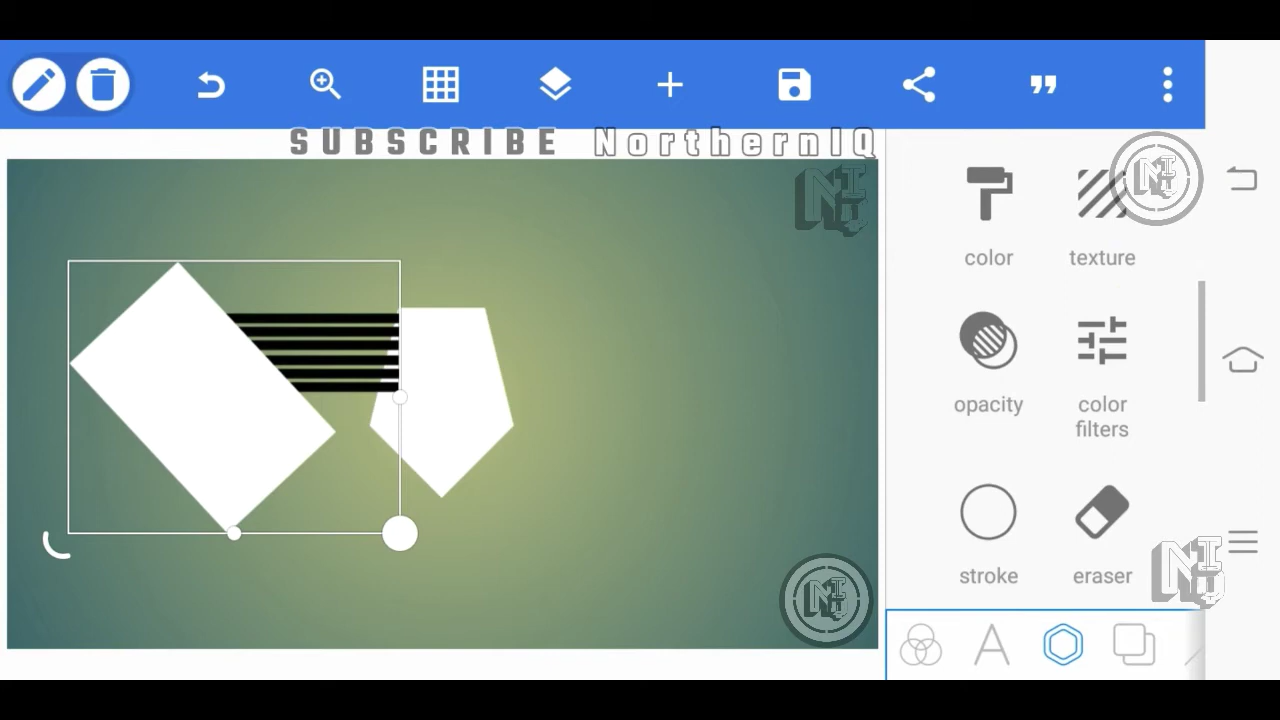 SUBSCRIBE NorthernIQ
color texture
opacity color
filters
stroke eraser